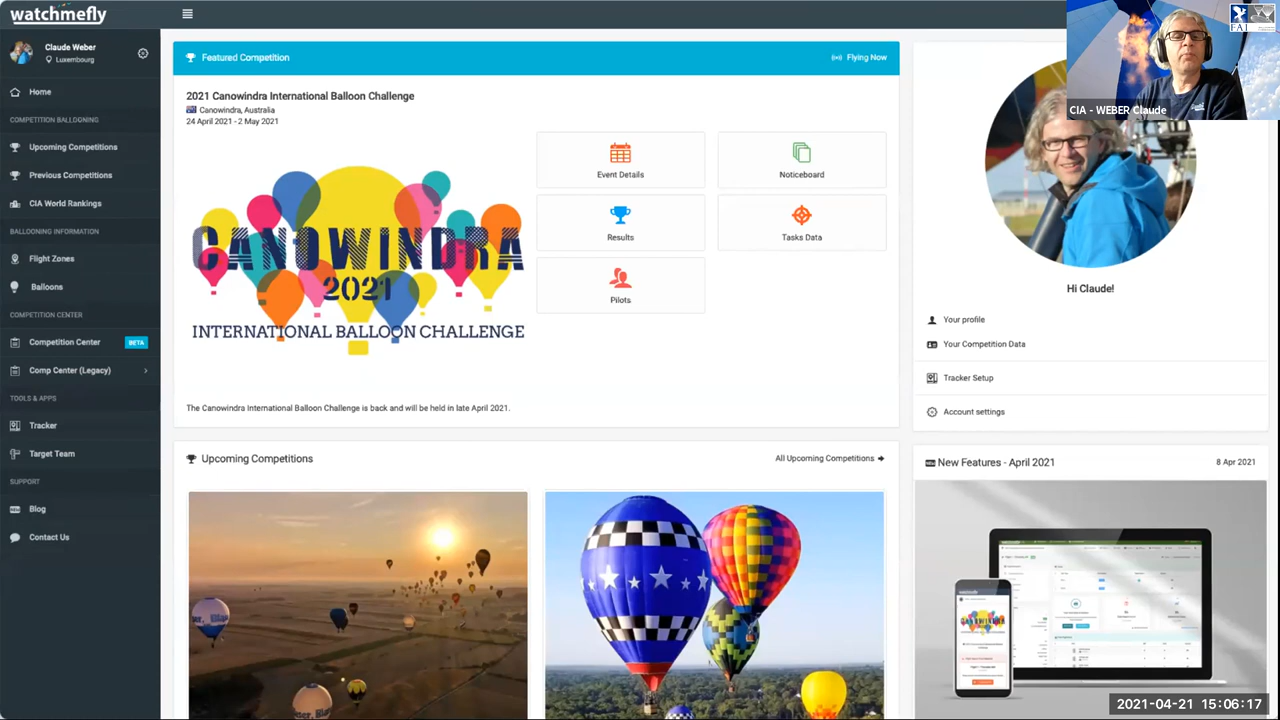 watchmefly
Claude Weber
Luxembourg
Home
COMPETITION BALLOONING
Upcoming Competitions
Previous Competitions
CIA World Rankings
BALLOONING INFORMATION
Flight Zones
Balloons
COMPETITION CENTER
Competition Center
BETA
Comp Center (Legacy)
TOOLS & APPS
Tracker
Target Team
SUPPORT
Blog
Contact Us
Featured Competition
Flying Now
2021 Canowindra International Balloon Challenge
Canowindra, Australia
24 April 2021 - 2 May 2021
CANOWINDRA
2021
INTERNATIONAL BALLOON CHALLENGE
Event Details
Noticeboard
Results
Tasks Data
Pilots
The Canowindra International Balloon Challenge is back and will be held in late April 2021.
Upcoming Competitions
All Upcoming Competitions
FAI
CIA - WEBER Claude
Hi Claude!
Your profile
Your Competition Data
Tracker Setup
Account settings
New Features - April 2021
8 Apr 2021
CANOWINDRA
2021-04-21 15:06:17